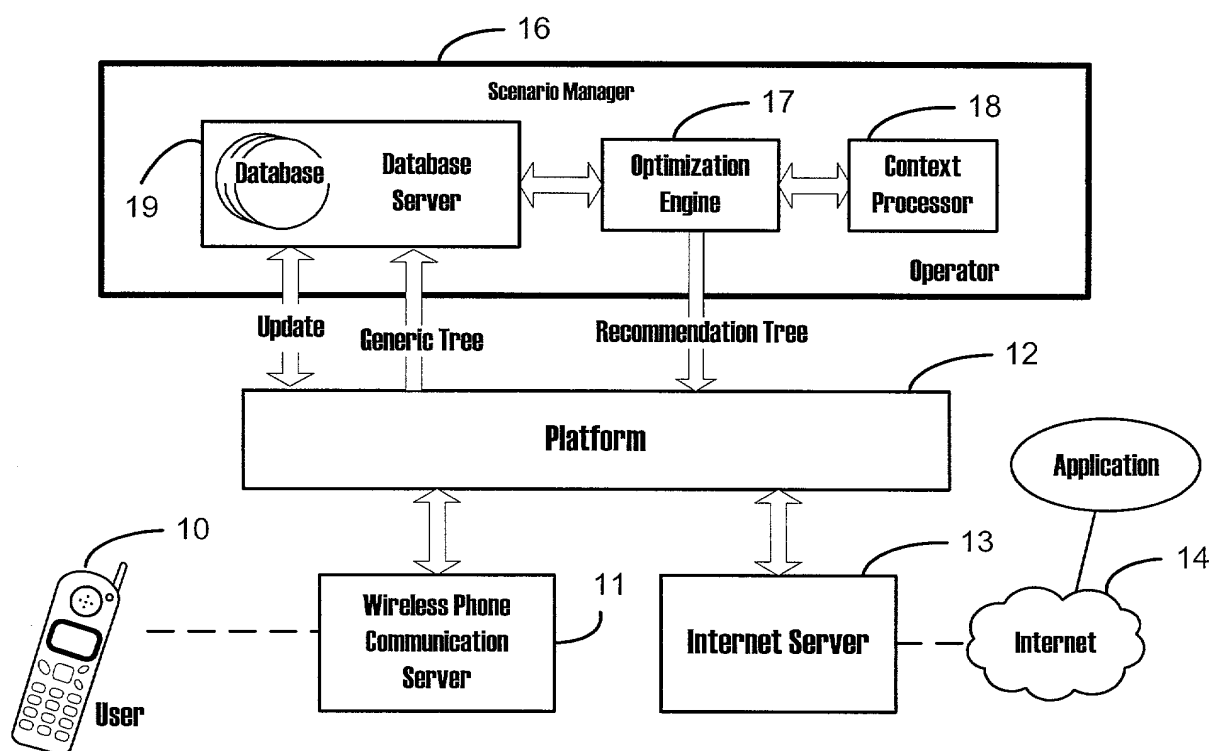 16
Scenario Manager
17
18
19
Database
Database
Server
Optimization
Engine
Context
Processor
Operator
Update
Generic Tree
Recommendation Tree
12
Platform
Application
10
User
Wireless Phone
Communication
Server
11
13
Internet Server
14
Internet